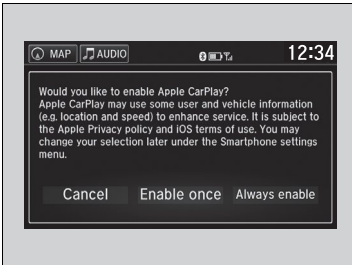 MAP AUDIO 12:34
Would you like to enable Apple CarPlay?
Apple CarPlay may use some user and vehicle information
(e.g. location and speed) to enhance service. It is subject to
the Apple Privacy policy and iOS terms of use. You may
change your selection later under the Smartphone settings
menu.
Cancel Enable once Always enable